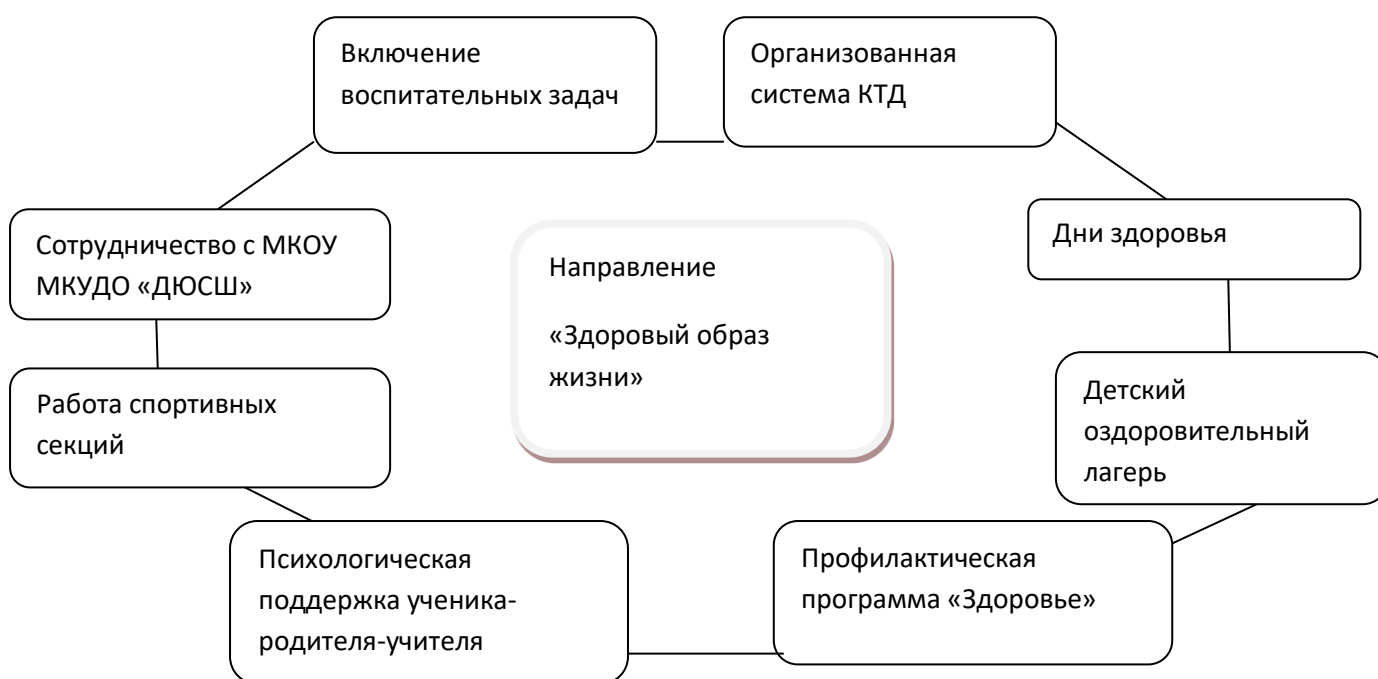 Включение
воспитательных задач
Организованная
система КТД
Сотрудничество с МКОУ
МКУДО «ДЮСШ»
Направление
«Здоровый образ
жизни»
Дни здоровья
Работа спортивных
секций
Детский
оздоровительный
лагерь
Психологическая
поддержка ученика-
родителя-учителя
Профилактическая
программа «Здоровье»